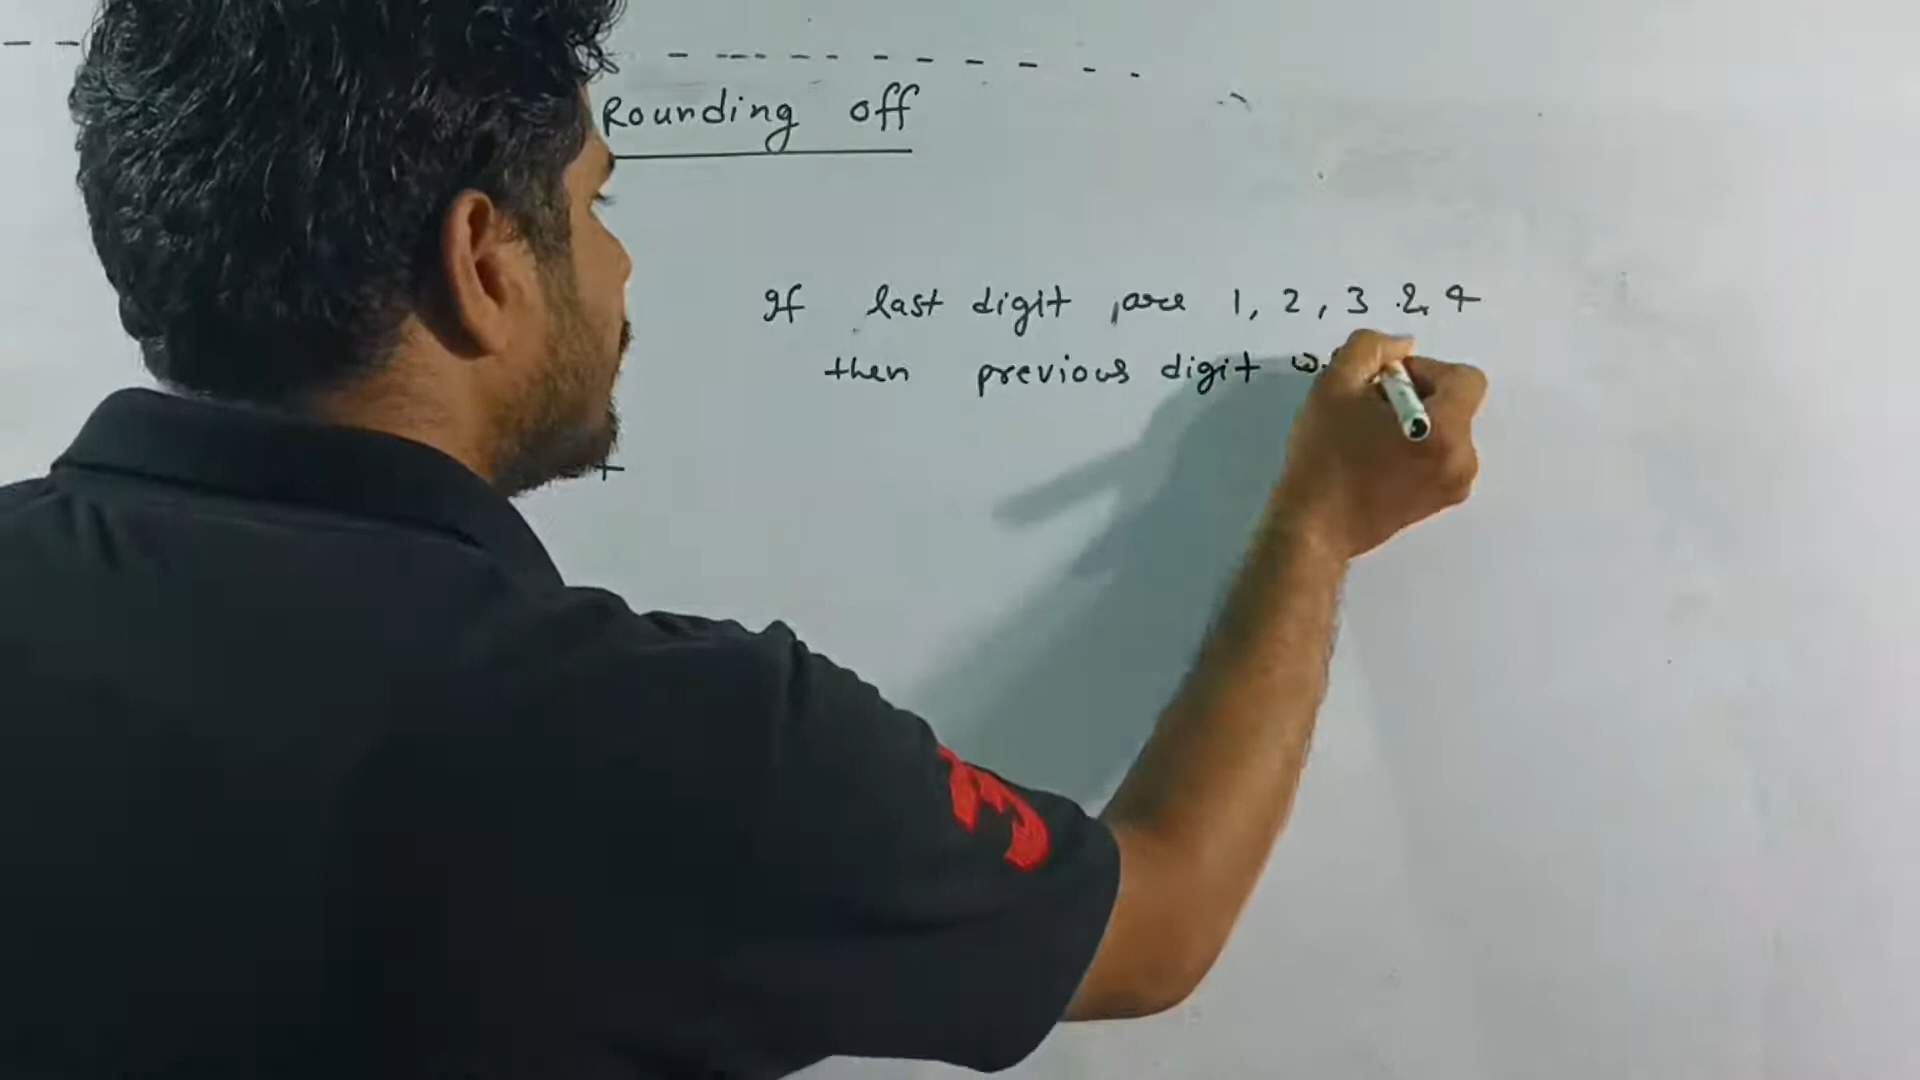 Rounding off
If last digit are 1, 2, 3 & 4
then previous digit